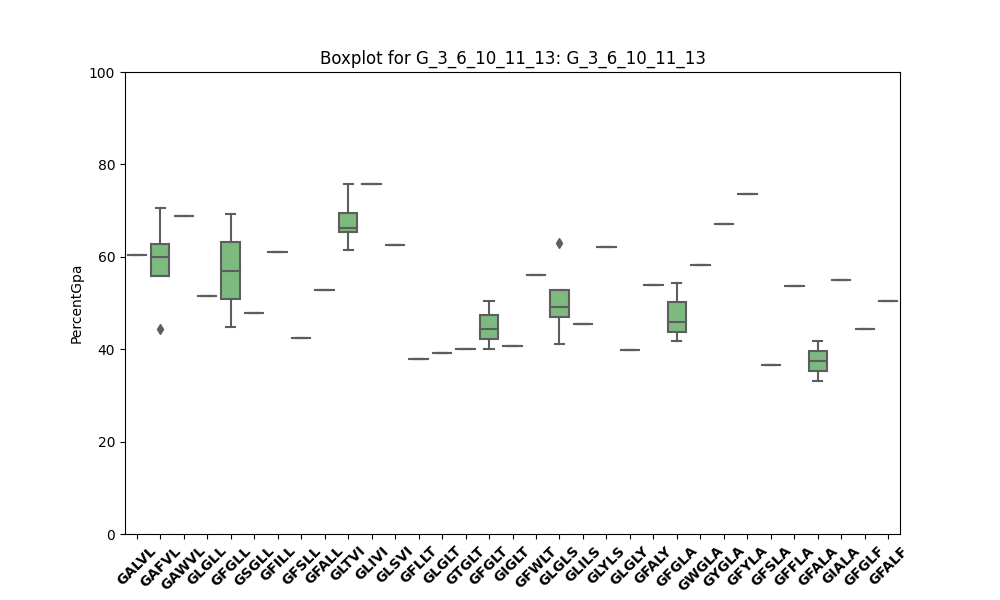 Boxplot for G_3_6_10_11_13: G_3_6_10_11_13
100
80
60
40
20
0
PercentGpa
GALVL
GAFVL
GAWVL
GLGLL
GFGLL
GSGLL
GFILL
GFSLL
GFALL
GLTVI
GLIVI
GLSVI
GFLLT
GLGLT
GTGLT
GFGLT
GIGLT
GFWLT
GLGLS
GLILS
GLYLS
GLGLY
GFALY
GFGLA
GWGLA
GYGLA
GFYLA
GFSLA
GFFLA
GFALA
GIALA
GFGLF
GFALF